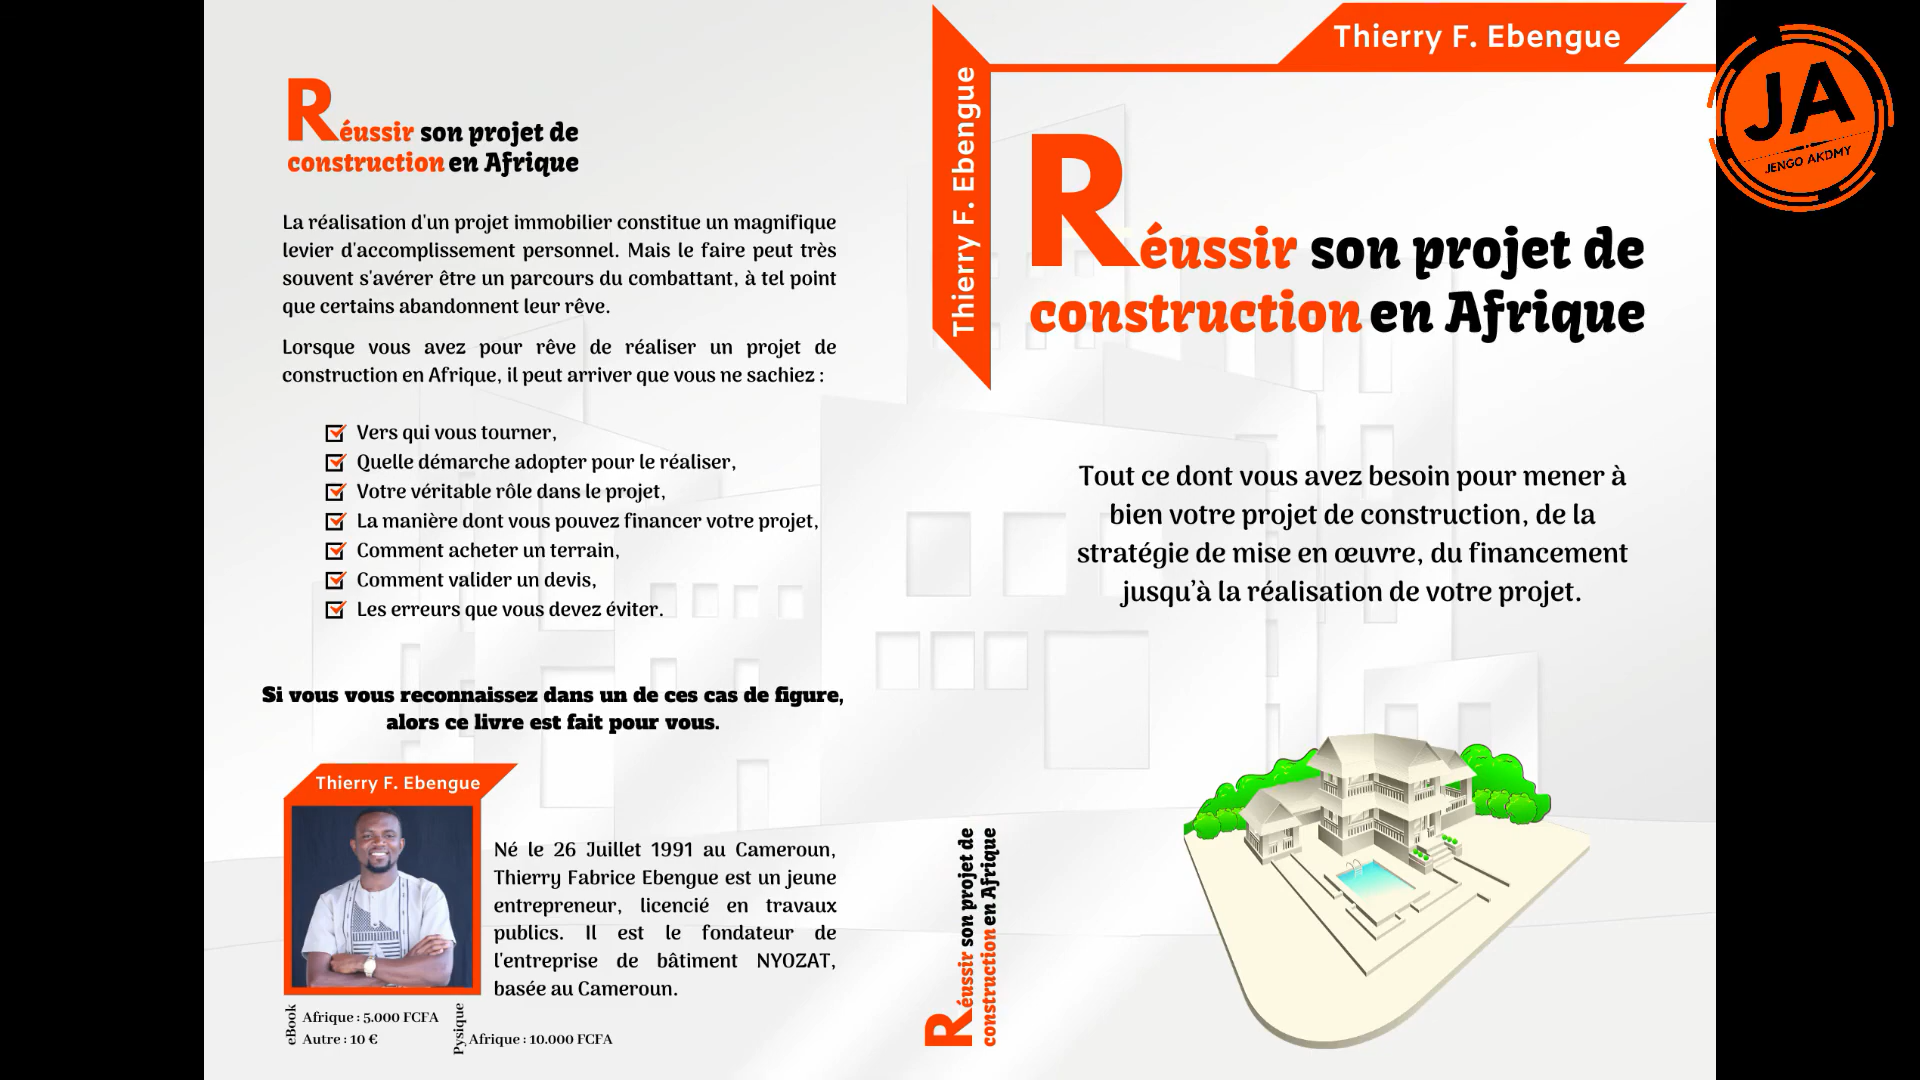 Réussir son projet de
construction en Afrique
La réalisation d'un projet immobilier constitue un magnifique
levier d'accomplissement personnel. Mais le faire peut très
souvent s'avérer être un parcours du combattant, à tel point
que certains abandonnent leur rêve.
Lorsque vous avez pour rêve de réaliser un projet de
construction en Afrique, il peut arriver que vous ne sachiez :
Vers qui vous tourner,
Quelle démarche adopter pour le réaliser,
Votre véritable rôle dans le projet,
La manière dont vous pouvez financer votre projet,
Comment acheter un terrain,
Comment valider un devis,
Les erreurs que vous devez éviter.
Si vous vous reconnaissez dans un de ces cas de figure,
alors ce livre est fait pour vous.
Thierry F. Ebengue
Né le 26 Juillet 1991 au Cameroun,
Thierry Fabrice Ebengue est un jeune
entrepreneur, licencié en travaux
publics. Il est le fondateur de
l'entreprise de bâtiment NYOZAT,
basée au Cameroun.
eBook
Afrique : 5.000 FCFA
Autre : 10 €
Pysique
Afrique : 10.000 FCFA
Thierry F. Ebengue
Réussir son projet de
construction en Afrique
Thierry F. Ebengue
Réussir son projet de
construction en Afrique
Tout ce dont vous avez besoin pour mener à
bien votre projet de construction, de la
stratégie de mise en œuvre, du financement
jusqu’à la réalisation de votre projet.
JA
JENGO AKDMY